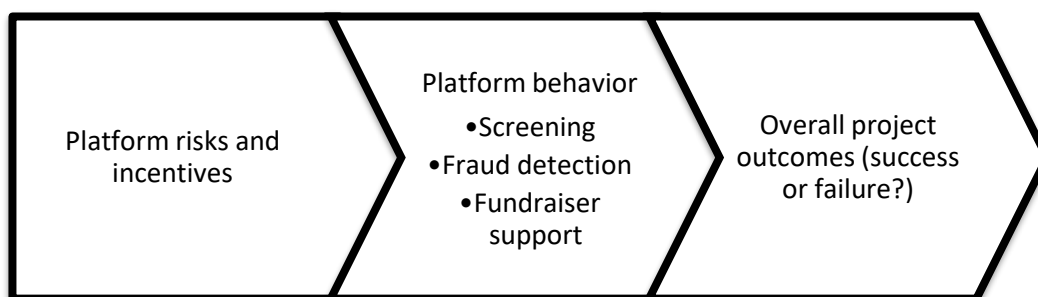 Platform risks and
incentives
Platform behavior
•Screening
•Fraud detection
•Fundraiser
support
Overall project
outcomes (success
or failure?)